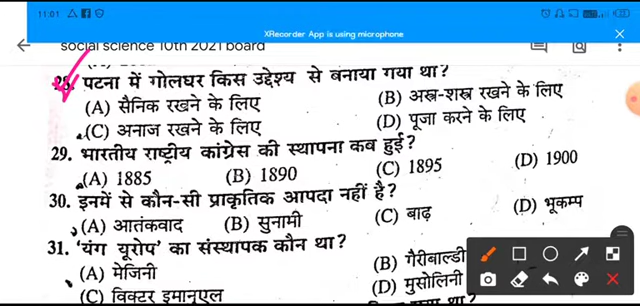 11:01
XRecorder App is using microphone
social science 10th 2021 board
28. पटना में गोलघर किस उद्देश्य से बनाया गया था?
(A) सैनिक रखने के लिए (B) अस्त्र-शस्त्र रखने के लिए
(C) अनाज रखने के लिए (D) पूजा करने के लिए
29. भारतीय राष्ट्रीय कांग्रेस की स्थापना कब हुई?
(A) 1885 (B) 1890 (C) 1895 (D) 1900
30. इनमें से कौन-सी प्राकृतिक आपदा नहीं है?
(A) आतंकवाद (B) सुनामी (C) बाढ़ (D) भूकम्प
31. 'यंग यूरोप' का संस्थापक कौन था?
(A) मेजिनी (B) गैरीबाल्डी
(C) विक्टर इमानुएल (D) मुसोलिनी